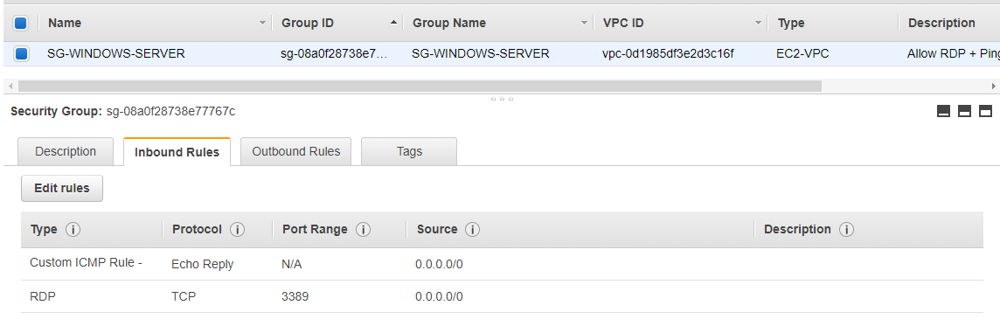 Name Group ID Group Name VPC ID Type Description
SG-WINDOWS-SERVER sg-08a0f28738e7... SG-WINDOWS-SERVER vpc-0d1985df3e2d3c16f EC2-VPC Allow RDP + Ping
Security Group: sg-08a0f28738e77767c
Description Inbound Rules Outbound Rules Tags
Edit rules
Type Protocol Port Range Source Description
Custom ICMP Rule - Echo Reply N/A 0.0.0.0/0
RDP TCP 3389 0.0.0.0/0